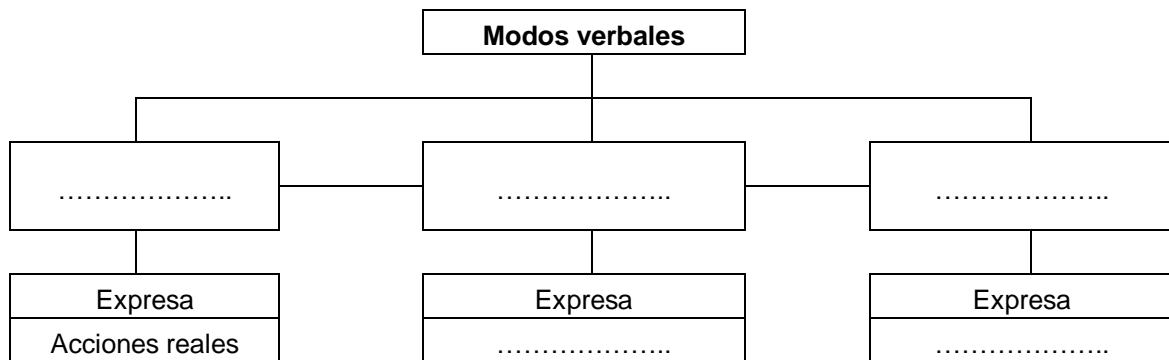 Modos verbales
………………..
………………..
………………..
Expresa
Expresa
Expresa
Acciones reales
………………..
………………..